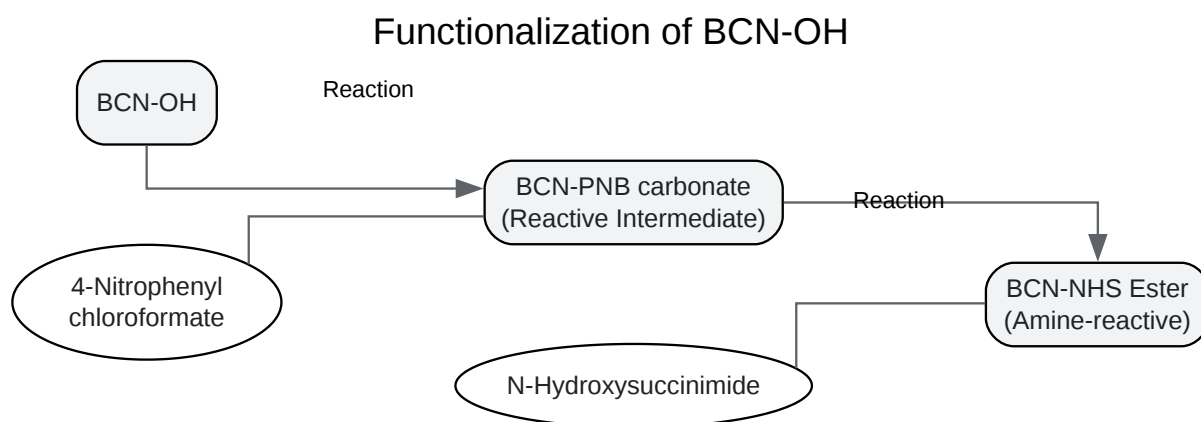 Functionalization of BCN-OH
BCN-OH
Reaction
BCN-PNB carbonate
(Reactive Intermediate)
Reaction
4-Nitrophenyl
chloroformate
BCN-NHS Ester
(Amine-reactive)
N-Hydroxysuccinimide